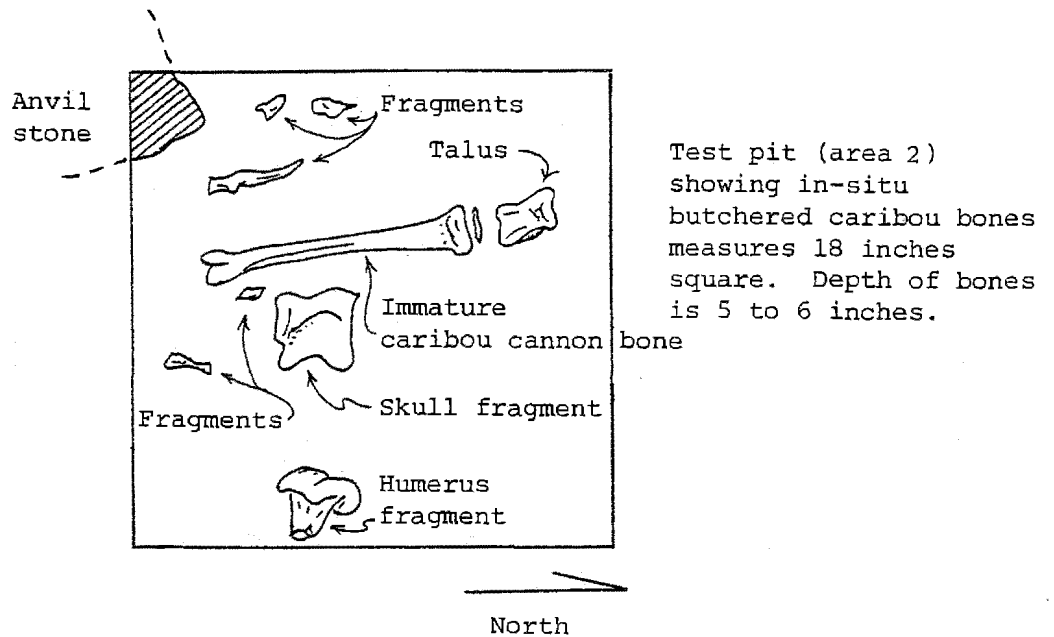 Anvil
stone
Fragments
Talus
Test pit (area 2)
showing in-situ
butchered caribou bones
measures 18 inches
square. Depth of bones
is 5 to 6 inches.
Immature
caribou cannon bone
Skull fragment
Fragments
Humerus
fragment
North